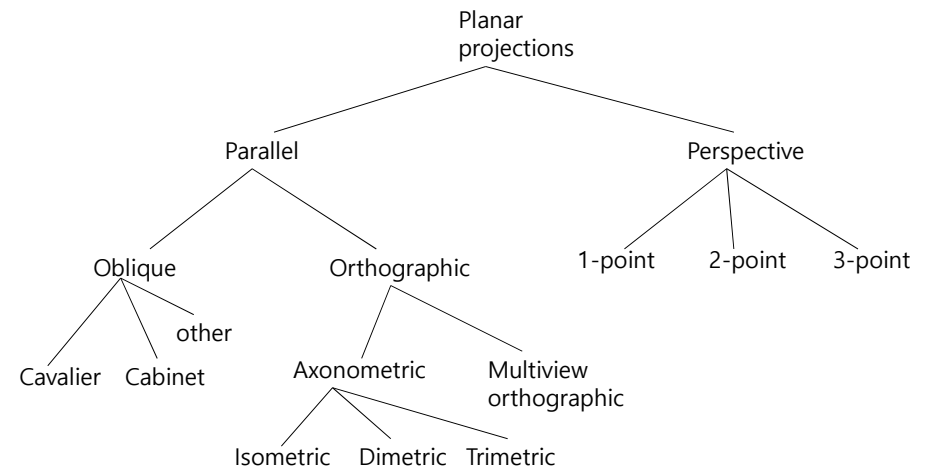 Planar
projections
Parallel
Perspective
Oblique
Orthographic
1-point
2-point
3-point
other
Cavalier
Cabinet
Axonometric
Multiview
orthographic
Isometric
Dimetric
Trimetric